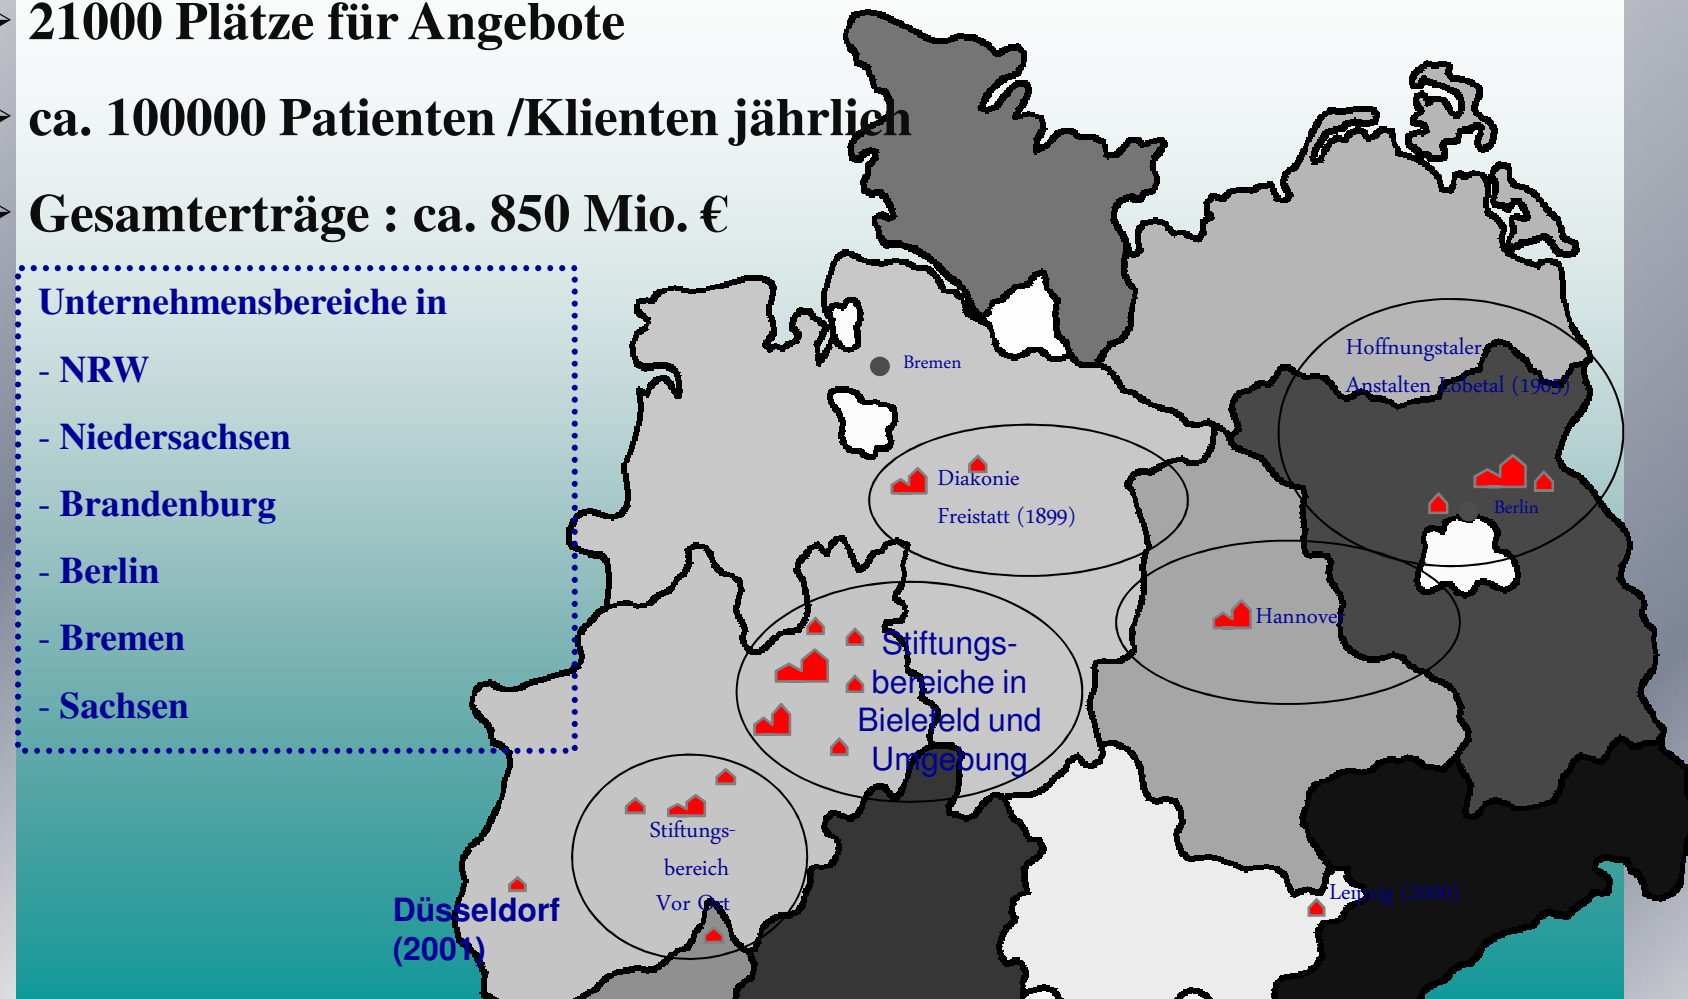 21000 Plätze für Angebote
ca. 100000 Patienten /Klienten jährlich
Gesamterträge : ca. 850 Mio. €
Unternehmensbereiche in
- NRW
- Niedersachsen
- Brandenburg
- Berlin
- Bremen
- Sachsen
Bremen
Hoffnungstaler
Anstalten Lobetal (1905)
Diakonie
Freistatt (1899)
Berlin
Hannover
Stiftungs-
bereiche in
Bielefeld und
Umgebung
Stiftungs-
bereich
Vor Ort
Leipzig (2000)
Düsseldorf
(2001)